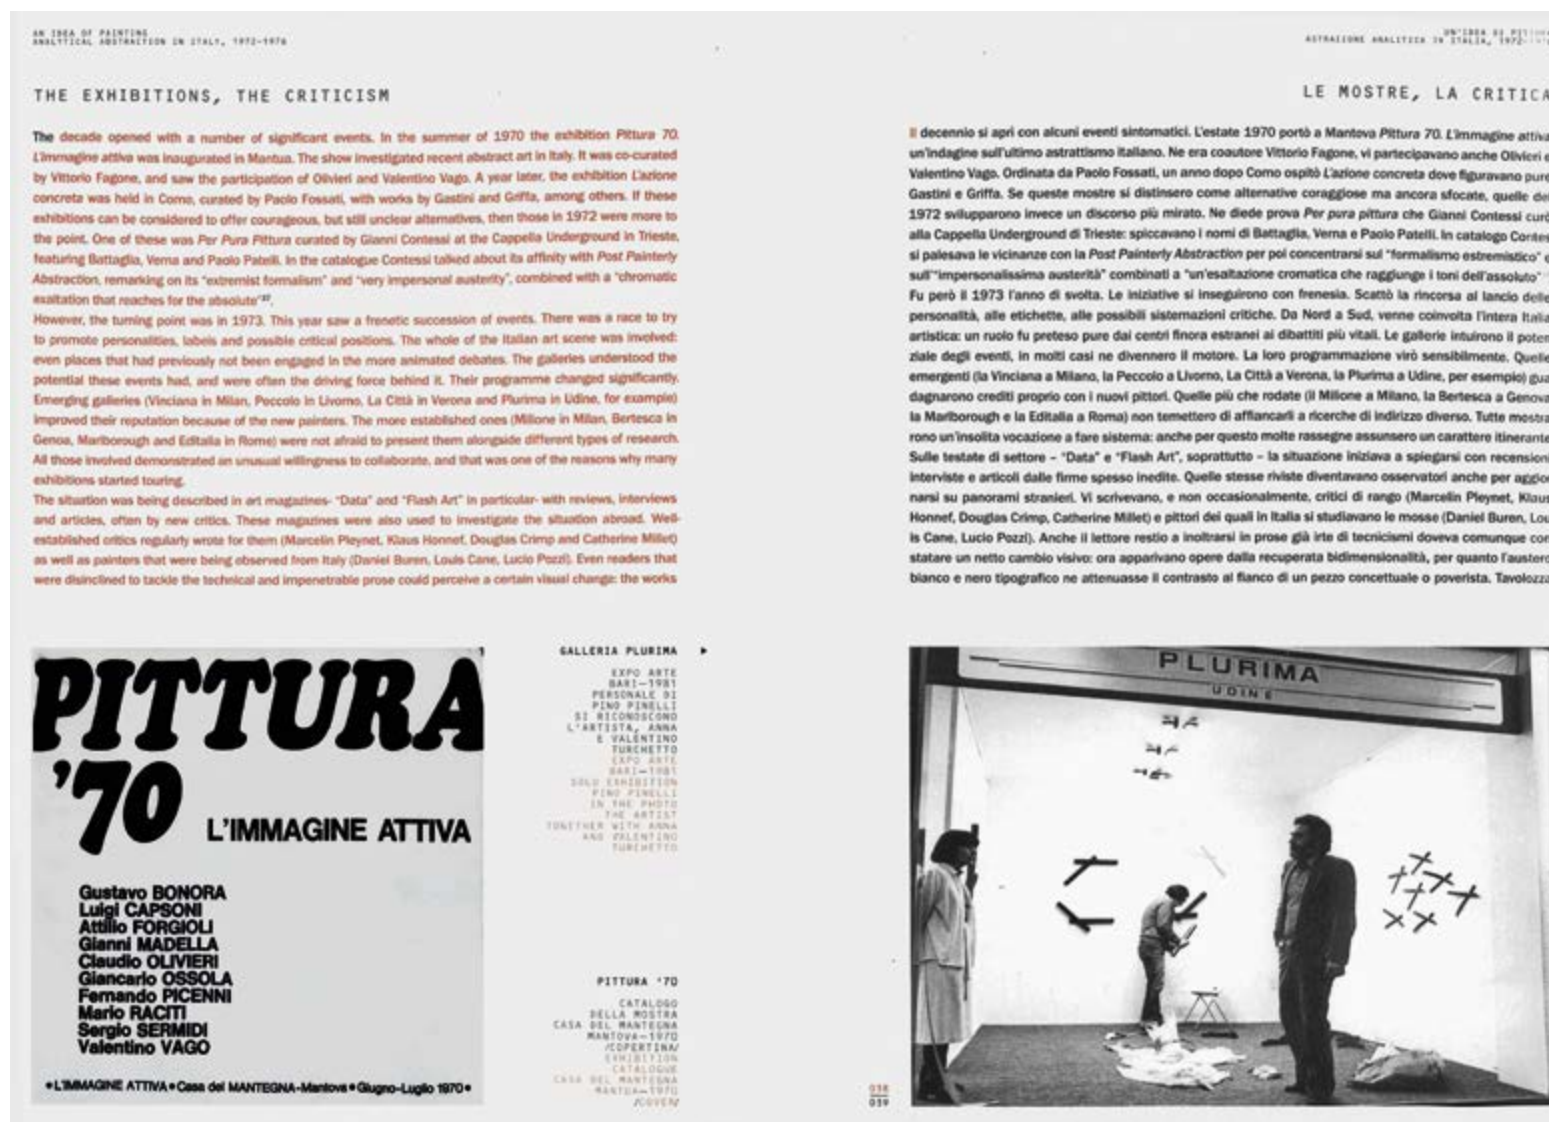 AN IDEA OF PAINTING
ANALYTICAL ABSTRACTION IN ITALY, 1972–1976
THE EXHIBITIONS, THE CRITICISM
The decade opened with a number of significant events. In the summer of 1970 the exhibition Pittura 70.
L'immagine attiva was inaugurated in Mantua. The show investigated recent abstract art in Italy. It was co-curated
by Vittorio Fagone, and saw the participation of Olivieri and Valentino Vago. A year later, the exhibition L'azione
concreta was held in Como, curated by Paolo Fossati, with works by Gastini and Griffa, among others. If these
exhibitions can be considered to offer courageous, but still unclear alternatives, then those in 1972 were more to
the point. One of these was Per Pura Pittura curated by Gianni Contessi at the Cappella Underground in Trieste,
featuring Battaglia, Verna and Paolo Patelli. In the catalogue Contessi talked about its affinity with Post Painterly
Abstraction, remarking on its "extremist formalism" and "very impersonal austerity", combined with a "chromatic
exaltation that reaches for the absolute"
However, the turning point was in 1973. This year saw a frenetic succession of events. There was a race to try
to promote personalities, labels and possible critical positions. The whole of the Italian art scene was involved:
even places that had previously not been engaged in the more animated debates. The galleries understood the
potential these events had, and were often the driving force behind it. Their programme changed significantly.
Emerging galleries (Vinciana in Milan, Peccolo in Livorno, La Città in Verona and Plurima in Udine, for example)
improved their reputation because of the new painters. The more established ones (Milione in Milan, Bertesca in
Genoa, Marlborough and Editalia in Rome) were not afraid to present them alongside different types of research.
All those involved demonstrated an unusual willingness to collaborate, and that was one of the reasons why many
exhibitions started touring.
The situation was being described in art magazines- "Data" and "Flash Art" in particular- with reviews, interviews
and articles, often by new critics. These magazines were also used to investigate the situation abroad. Well-
established critics regularly wrote for them (Marcelin Pleynet, Klaus Honnef, Douglas Crimp and Catherine Millet)
as well as painters that were being observed from Italy (Daniel Buren, Louis Cane, Lucio Pozzi). Even readers that
were disinclined to tackle the technical and impenetrable prose could perceive a certain visual change: the works
PITTURA
'70
L'IMMAGINE ATTIVA
Gustavo BONORA
Luigi CAPSONI
Attilio FORGIOLI
Gianni MADELLA
Claudio OLIVIERI
Giancarlo OSSOLA
Fernando PICENNI
Mario RACITI
Sergio SERMIDI
Valentino VAGO
•L'IMMAGINE ATTIVA•Casa del MANTEGNA-Mantova•Giugno-Luglio 1970•
GALLERIA PLURIMA ▸
EXPO ARTE
BARI–1981
PERSONALE DI
PINO PINELLI
SI RICONOSCONO
L'ARTISTA, ANNA
E VALENTINO
TURCHETTO
EXPO ARTE
BARI–1981
SOLO EXHIBITION
PINO PINELLI
IN THE PHOTO
THE ARTIST
TOGETHER WITH ANNA
AND VALENTINO
TURCHETTO
PITTURA '70
CATALOGO
DELLA MOSTRA
CASA DEL MANTEGNA
MANTOVA–1970
/COPERTINA/
EXHIBITION
CATALOGUE
CASA DEL MANTEGNA
MANTUA–1970
/COVER/
UN'IDEA DI
ASTRAZIONE ANALITICA IN ITALIA, 1972
LE MOSTRE, LA CRITICA
Il decennio si aprì con alcuni eventi sintomatici. L'estate 1970 portò a Mantova Pittura 70. L'immagine attiva
un'indagine sull'ultimo astrattismo italiano. Ne era coautore Vittorio Fagone, vi partecipavano anche Olivieri e
Valentino Vago. Ordinata da Paolo Fossati, un anno dopo Como ospitò L'azione concreta dove figuravano pure
Gastini e Griffa. Se queste mostre si distinsero come alternative coraggiose ma ancora sfocate, quelle del
1972 svilupparono invece un discorso più mirato. Ne diede prova Per pura pittura che Gianni Contessi curò
alla Cappella Underground di Trieste: spiccavano i nomi di Battaglia, Verna e Paolo Patelli. In catalogo Contes
si palesava le vicinanze con la Post Painterly Abstraction per poi concentrarsi sul "formalismo estremistico" e
sull'"impersonalissima austerità" combinati a "un'esaltazione cromatica che raggiunge i toni dell'assoluto"
Fu però il 1973 l'anno di svolta. Le iniziative si inseguirono con frenesia. Scattò la rincorsa al lancio delle
personalità, alle etichette, alle possibili sistemazioni critiche. Da Nord a Sud, venne coinvolta l'intera Italia
artistica: un ruolo fu preteso pure dai centri finora estranei ai dibattiti più vitali. Le gallerie intuirono il poten
ziale degli eventi, in molti casi ne divennero il motore. La loro programmazione virò sensibilmente. Quelle
emergenti (la Vinciana a Milano, la Peccolo a Livorno, La Città a Verona, la Plurima a Udine, per esempio) gua
dagnarono crediti proprio con i nuovi pittori. Quelle più che rodate (il Milione a Milano, la Bertesca a Genova
la Marlborough e la Editalia a Roma) non temettero di affiancarli a ricerche di indirizzo diverso. Tutte mostra
rono un'insolita vocazione a fare sistema: anche per questo molte rassegne assunsero un carattere itinerante
Sulle testate di settore – "Data" e "Flash Art", soprattutto – la situazione iniziava a spiegarsi con recensioni
interviste e articoli dalle firme spesso inedite. Quelle stesse riviste diventavano osservatori anche per aggior
narsi su panorami stranieri. Vi scrivevano, e non occasionalmente, critici di rango (Marcelin Pleynet, Klaus
Honnef, Douglas Crimp, Catherine Millet) e pittori dei quali in Italia si studiavano le mosse (Daniel Buren, Lou
is Cane, Lucio Pozzi). Anche il lettore restio a inoltrarsi in prose già irte di tecnicismi doveva comunque con
statare un netto cambio visivo: ora apparivano opere dalla recuperata bidimensionalità, per quanto l'austero
bianco e nero tipografico ne attenuasse il contrasto al fianco di un pezzo concettuale o poverista. Tavolozza
PLURIMA
UDINE
038
039